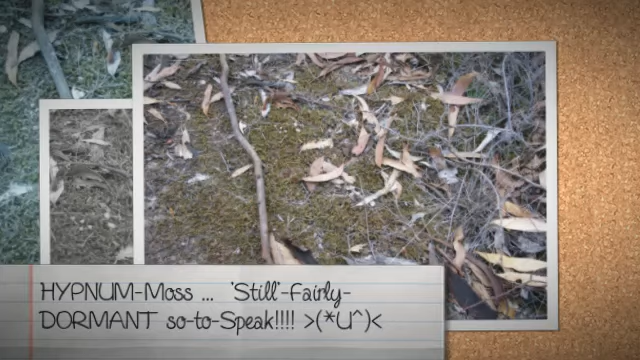 HYPNUM-Moss ... 'Still'-Fairly-
DORMANT so-to-Speak!!!! >(*U^)<